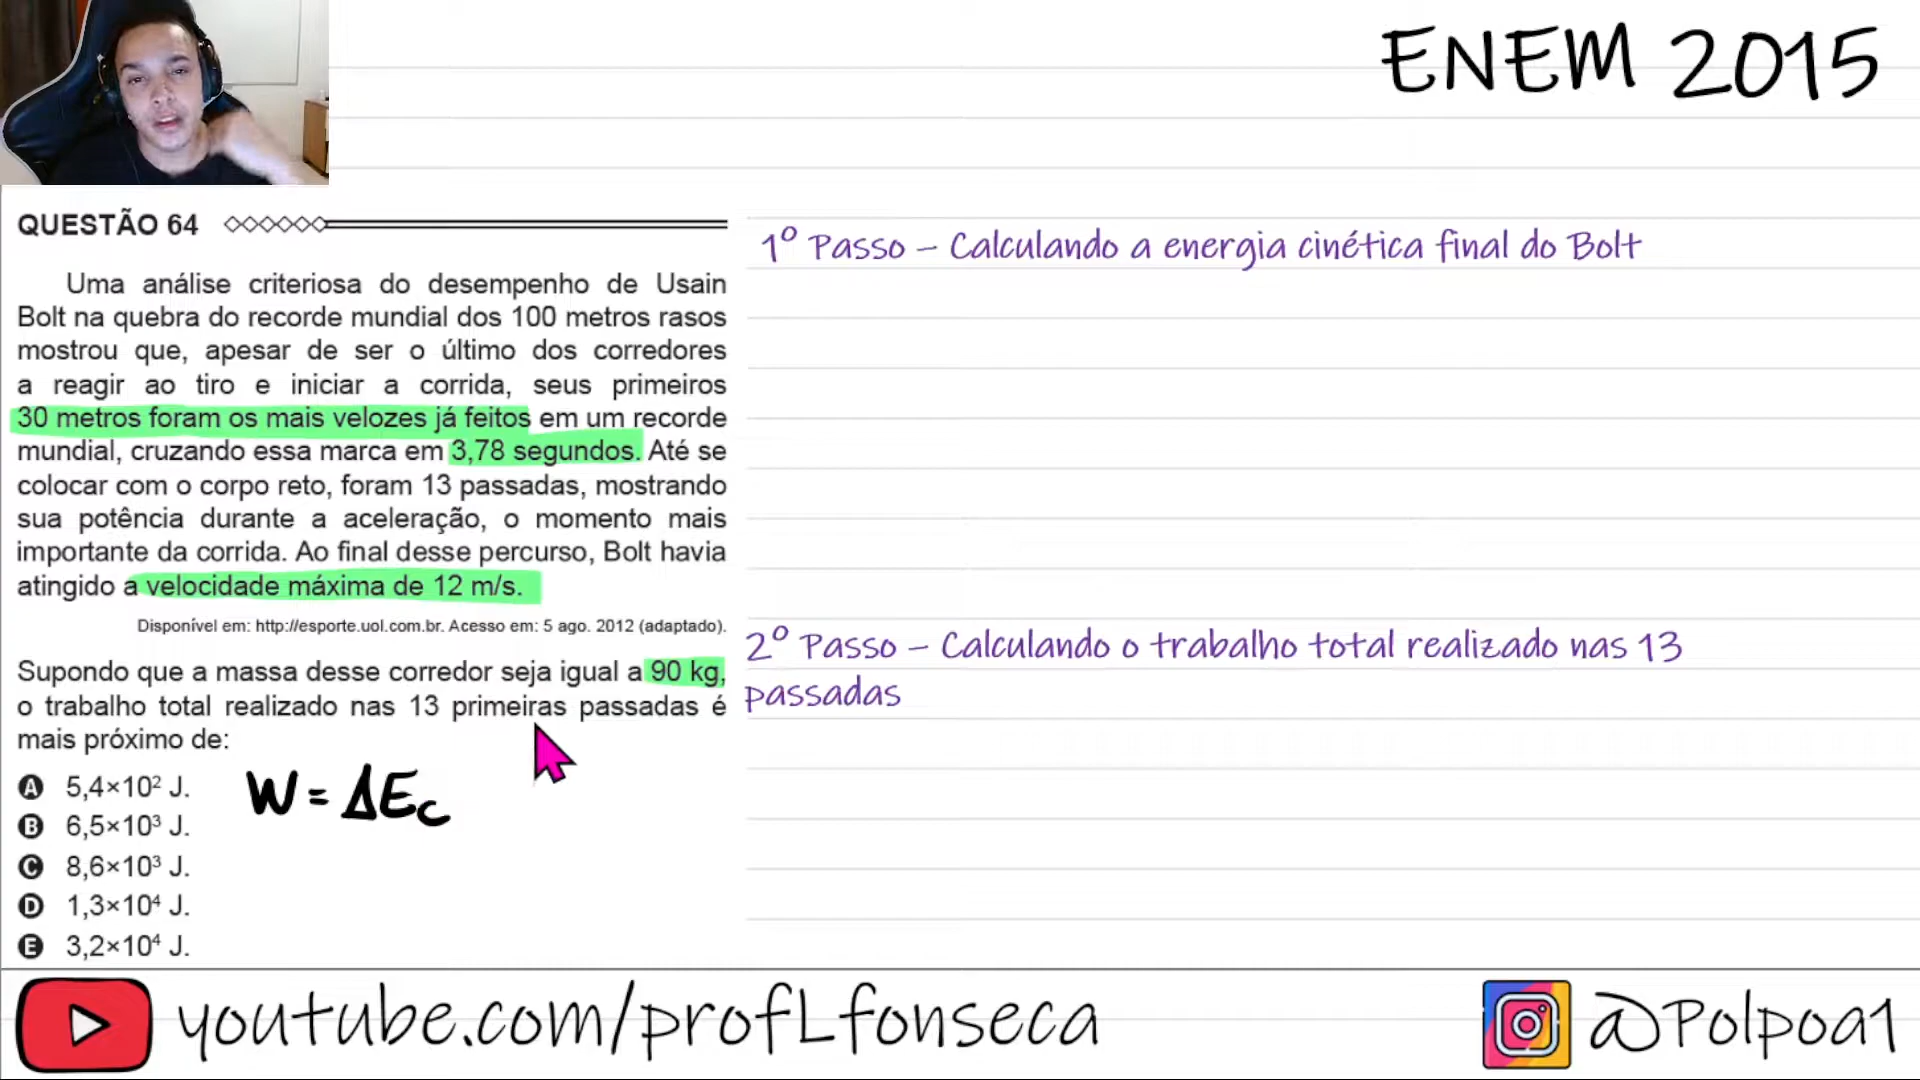 ENEM 2015
QUESTÃO 64
Uma análise criteriosa do desempenho de Usain
Bolt na quebra do recorde mundial dos 100 metros rasos
mostrou que, apesar de ser o último dos corredores
a reagir ao tiro e iniciar a corrida, seus primeiros
30 metros foram os mais velozes já feitos em um recorde
mundial, cruzando essa marca em 3,78 segundos. Até se
colocar com o corpo reto, foram 13 passadas, mostrando
sua potência durante a aceleração, o momento mais
importante da corrida. Ao final desse percurso, Bolt havia
atingido a velocidade máxima de 12 m/s.
Disponível em: http://esporte.uol.com.br. Acesso em: 5 ago. 2012 (adaptado).
Supondo que a massa desse corredor seja igual a 90 kg,
o trabalho total realizado nas 13 primeiras passadas é
mais próximo de:
A 5,4×10² J.
B 6,5×10³ J.
C 8,6×10³ J.
D 1,3×10⁴ J.
E 3,2×10⁴ J.
W = ΔEc
1º Passo – Calculando a energia cinética final do Bolt
2º Passo – Calculando o trabalho total realizado nas 13
passadas
youtube.com/profLfonseca
@Polpoa1